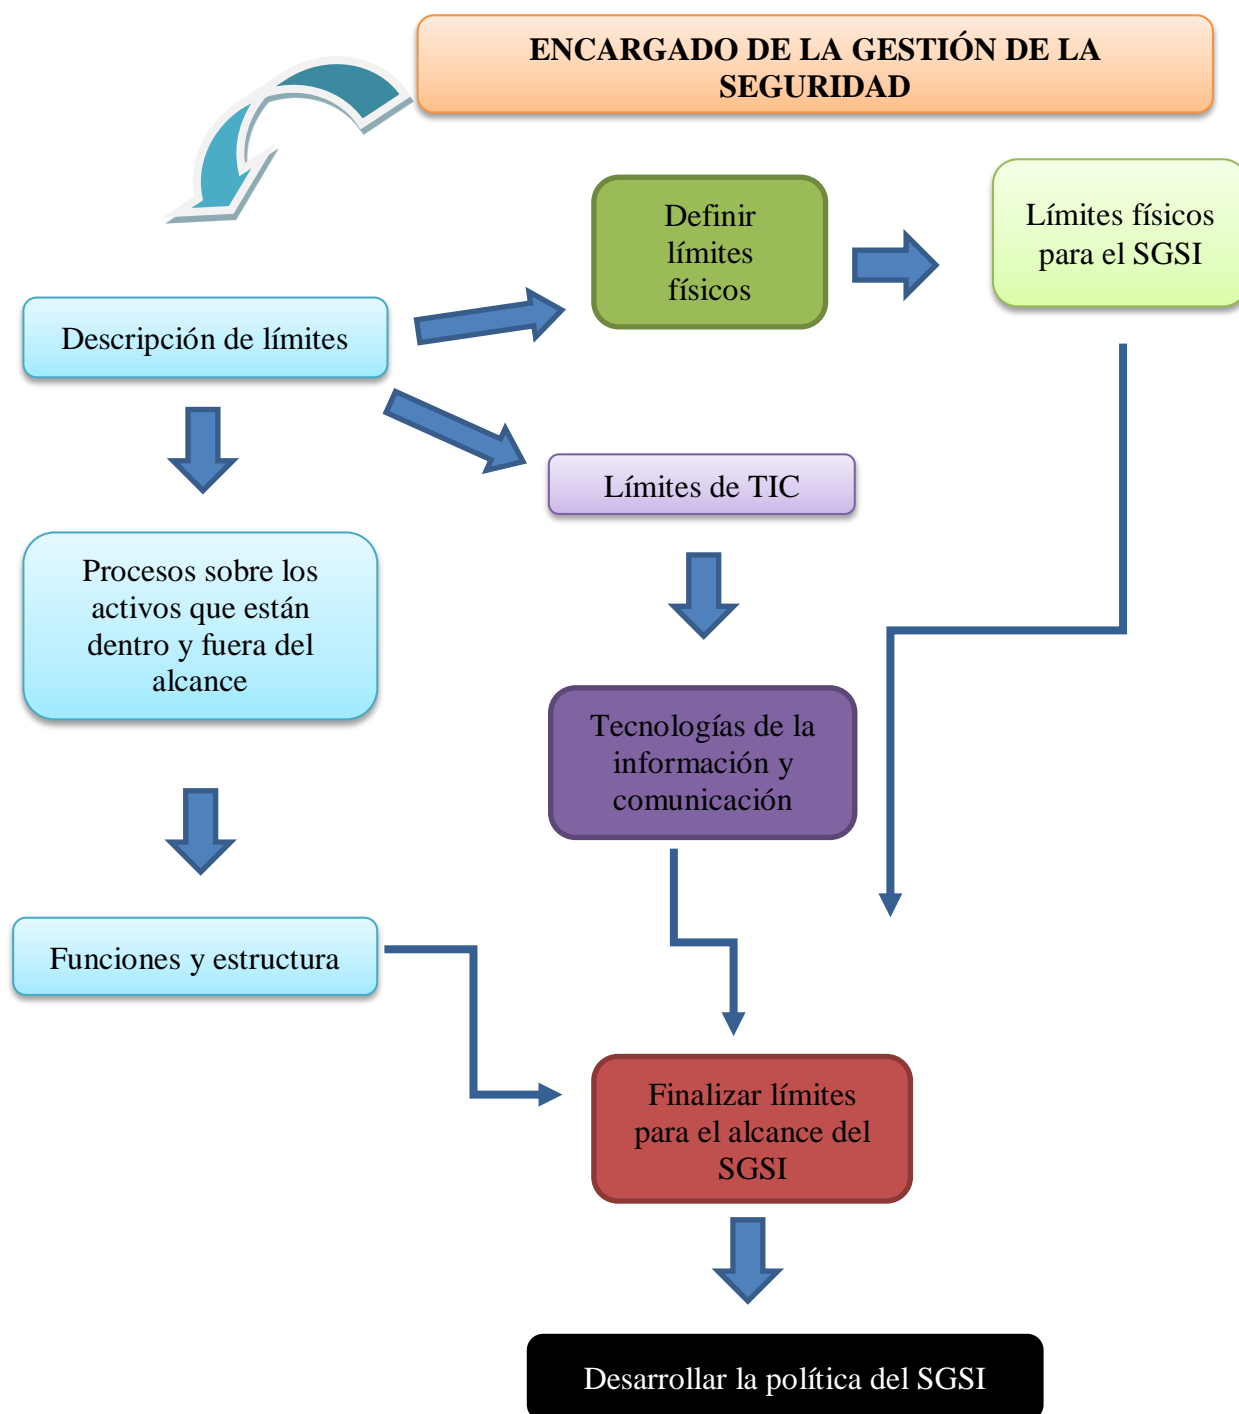 ENCARGADO DE LA GESTIÓN DE LA
SEGURIDAD
Definir
límites
físicos
Límites físicos
para el SGSI
Descripción de límites
Límites de TIC
Procesos sobre los
activos que están
dentro y fuera del
alcance
Tecnologías de la
información y
comunicación
Funciones y estructura
Finalizar límites
para el alcance del
SGSI
Desarrollar la política del SGSI